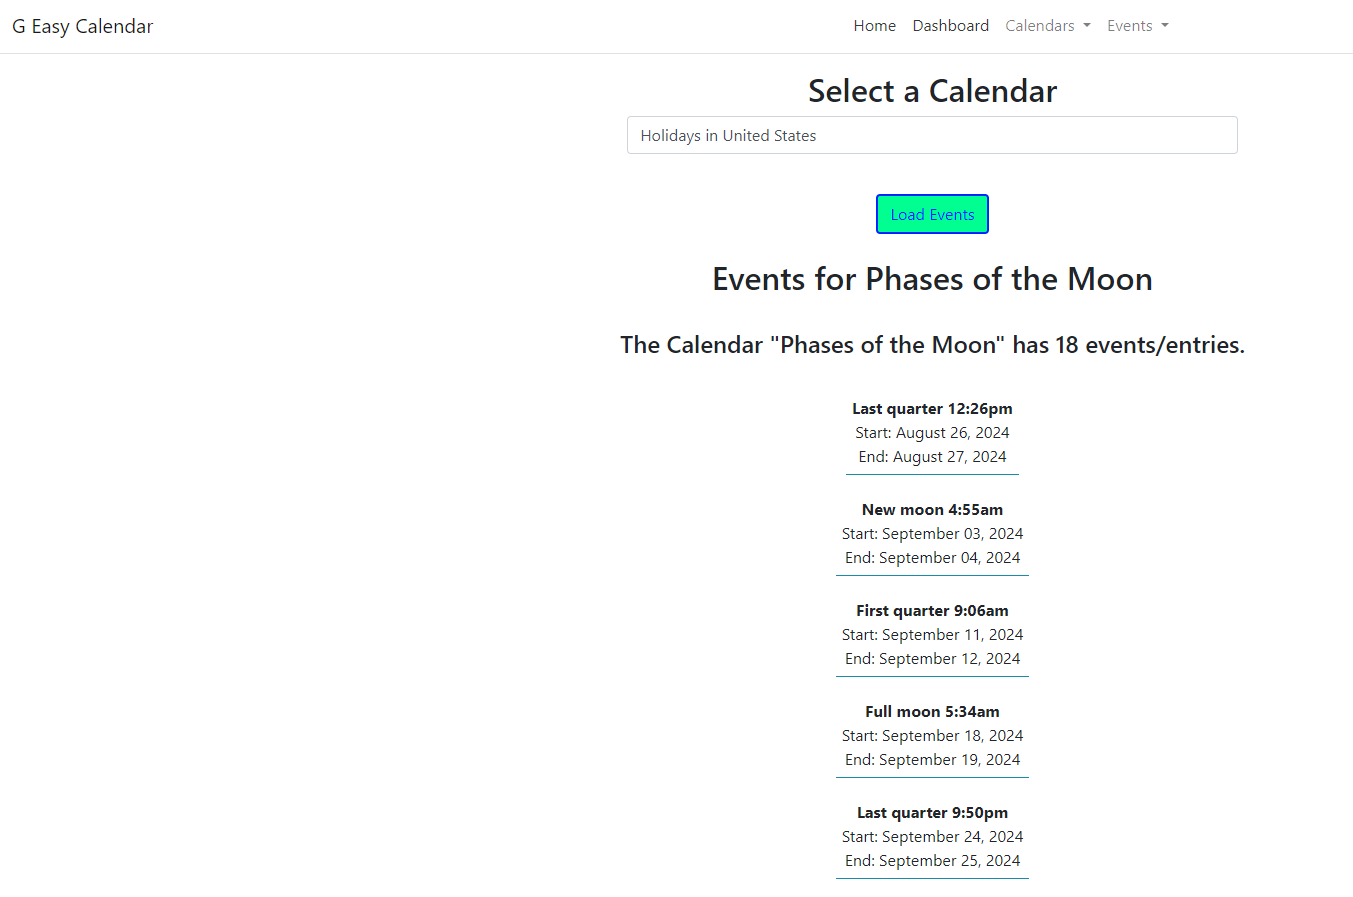 G Easy Calendar Home Dashboard Calendars Events
Select a Calendar
Holidays in United States
Load Events
Events for Phases of the Moon
The Calendar "Phases of the Moon" has 18 events/entries.
Last quarter 12:26pm
Start: August 26, 2024
End: August 27, 2024
New moon 4:55am
Start: September 03, 2024
End: September 04, 2024
First quarter 9:06am
Start: September 11, 2024
End: September 12, 2024
Full moon 5:34am
Start: September 18, 2024
End: September 19, 2024
Last quarter 9:50pm
Start: September 24, 2024
End: September 25, 2024